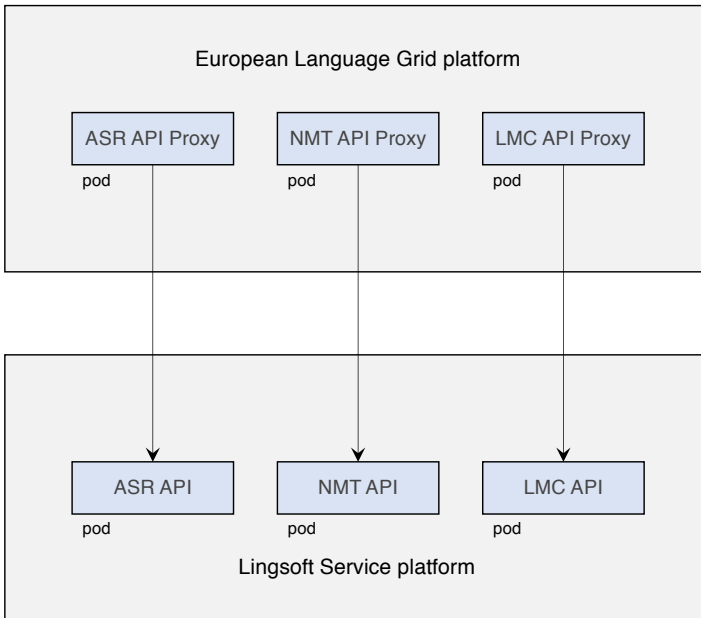 European Language Grid platform
ASR API Proxy NMT API Proxy LMC API Proxy
pod pod pod
ASR API NMT API LMC API
pod pod pod
Lingsoft Service platform